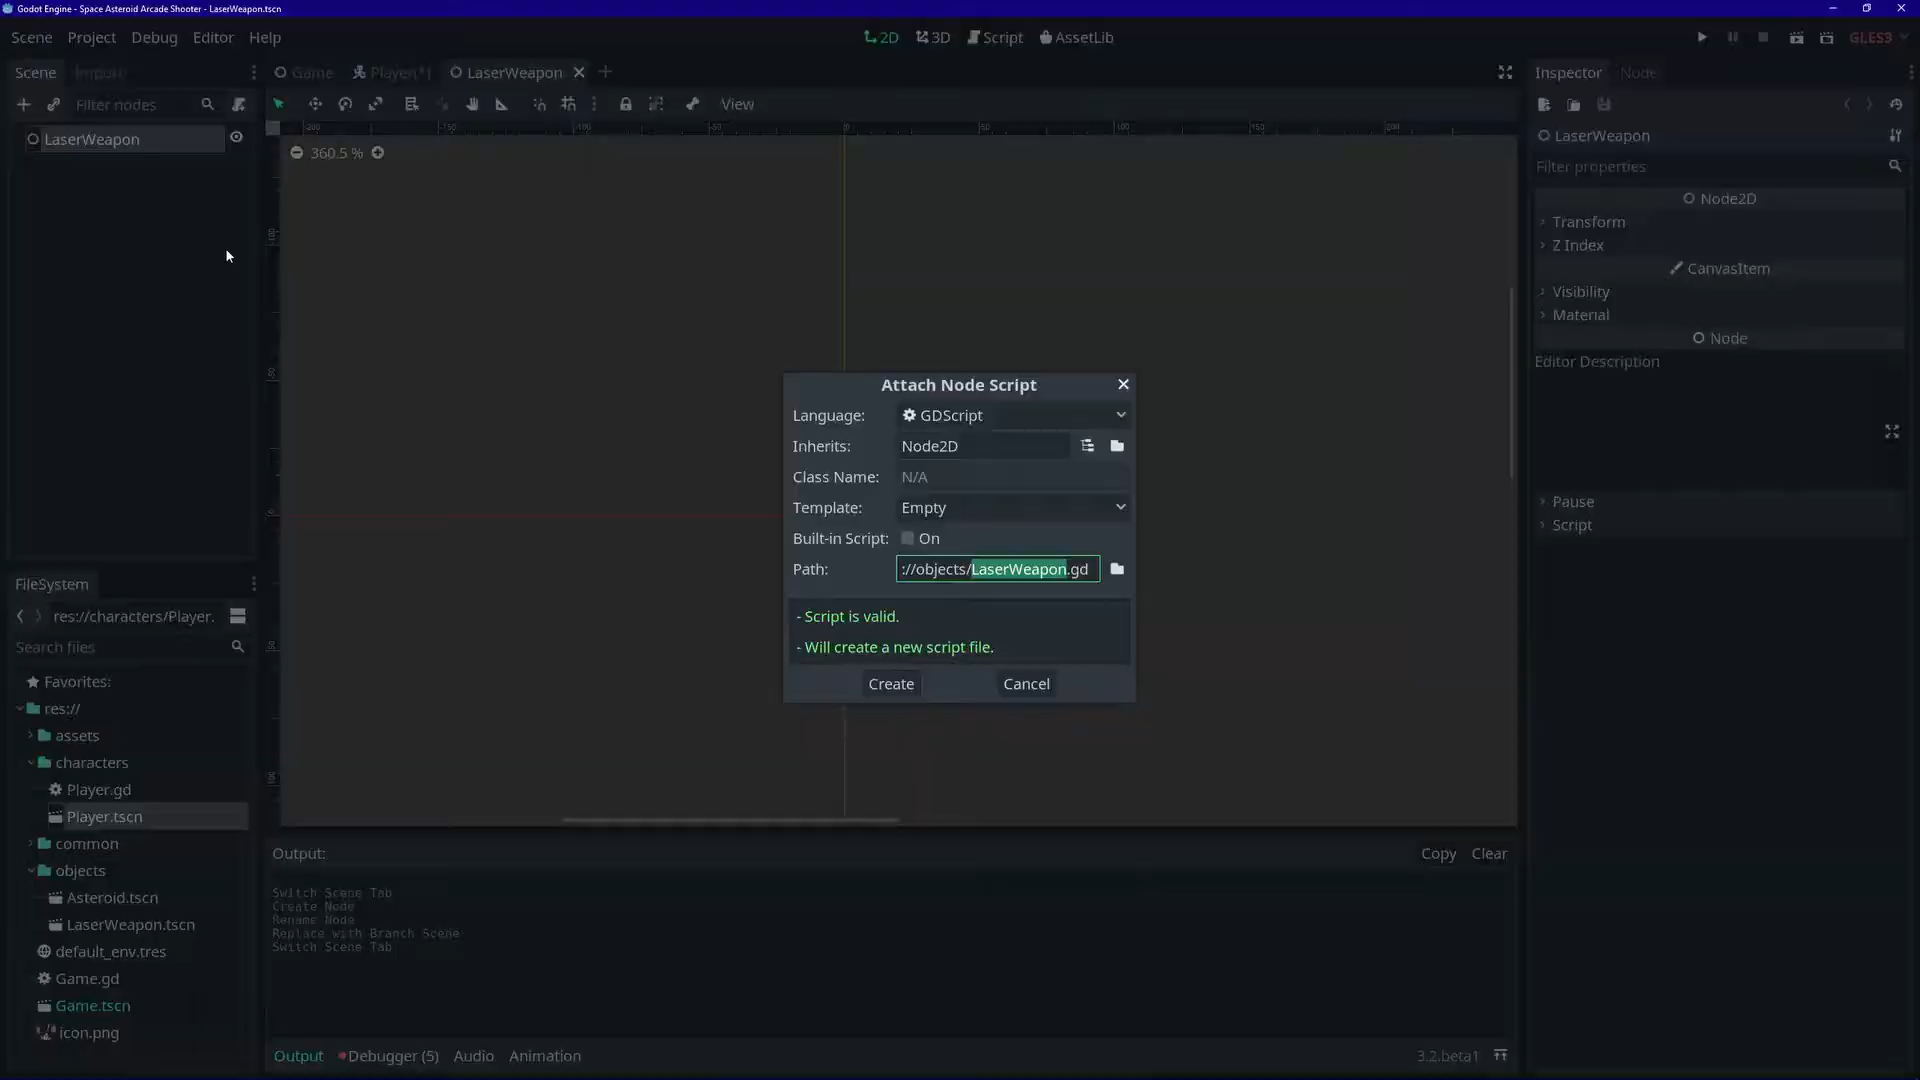 Godot Engine - Space Asteroid Arcade Shooter - LaserWeapon.tscn
Scene Project Debug Editor Help
2D 3D Script AssetLib
GLES3
Scene Import
Game Player(*) LaserWeapon
Inspector Node
Filter nodes
View
LaserWeapon
360.5 %
LaserWeapon
Filter properties
Node2D
Transform
Z Index
CanvasItem
Visibility
Material
Node
Editor Description
Pause
Script
Attach Node Script
Language: GDScript
Inherits: Node2D
Class Name: N/A
Template: Empty
Built-in Script: On
Path: ://objects/LaserWeapon.gd
- Script is valid.
- Will create a new script file.
Create Cancel
FileSystem
res://characters/Player.
Search files
Favorites:
res://
assets
characters
Player.gd
Player.tscn
common
objects
Asteroid.tscn
LaserWeapon.tscn
default_env.tres
Game.gd
Game.tscn
icon.png
Output: Copy Clear
Switch Scene Tab
Create Node
Rename Node
Replace with Branch Scene
Switch Scene Tab
Output Debugger (5) Audio Animation 3.2.beta1